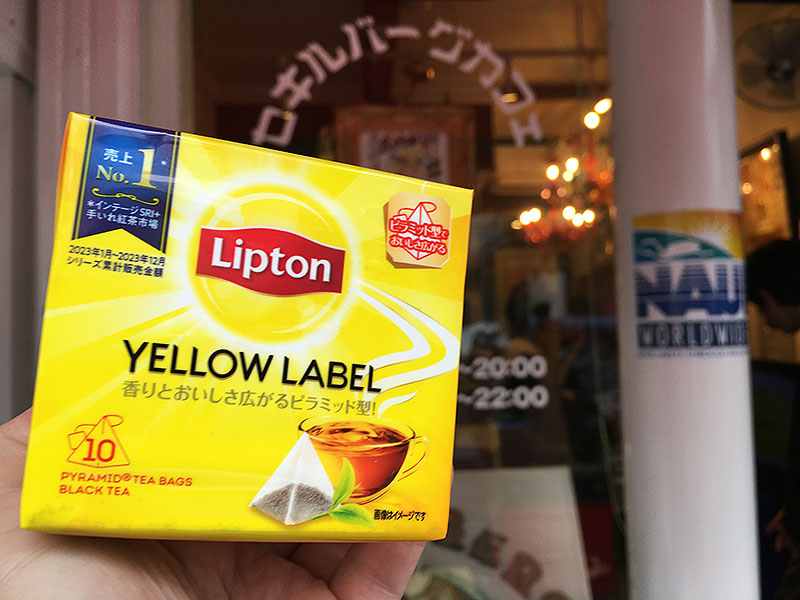 セキルバーグカフェ
売上
No.1*
*インテージSRI+
手いれ紅茶市場
2023年1月~2023年12月
シリーズ累計販売金額
ピラミッド型で
おいしさ広がる
Lipton
YELLOW LABEL
香りとおいしさ広がるピラミッド型!
10
PYRAMID® TEA BAGS
BLACK TEA
画像はイメージです
~20:00
~22:00
NAUI
WORLDWIDE